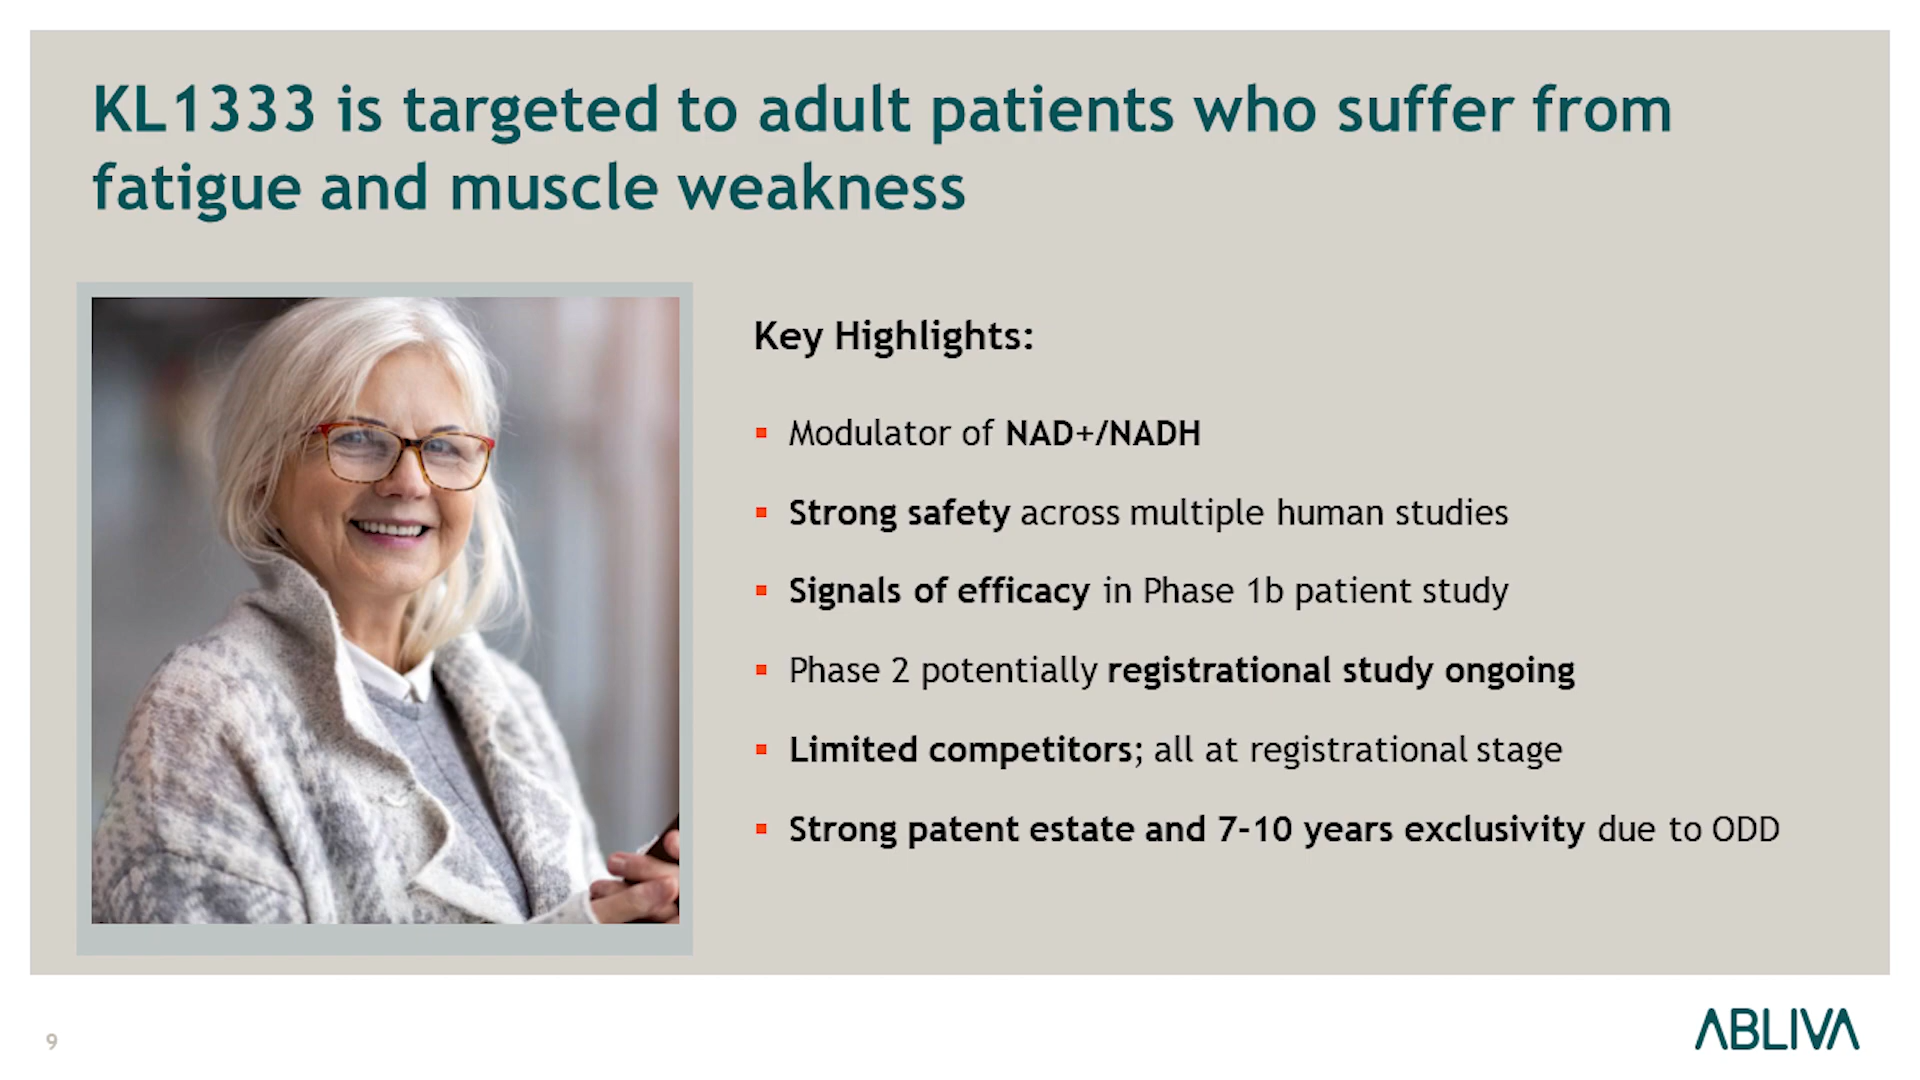 KL1333 is targeted to adult patients who suffer from
fatigue and muscle weakness
Key Highlights:
Modulator of NAD+/NADH
Strong safety across multiple human studies
Signals of efficacy in Phase 1b patient study
Phase 2 potentially registrational study ongoing
Limited competitors; all at registrational stage
Strong patent estate and 7-10 years exclusivity due to ODD
9
ABLIVA